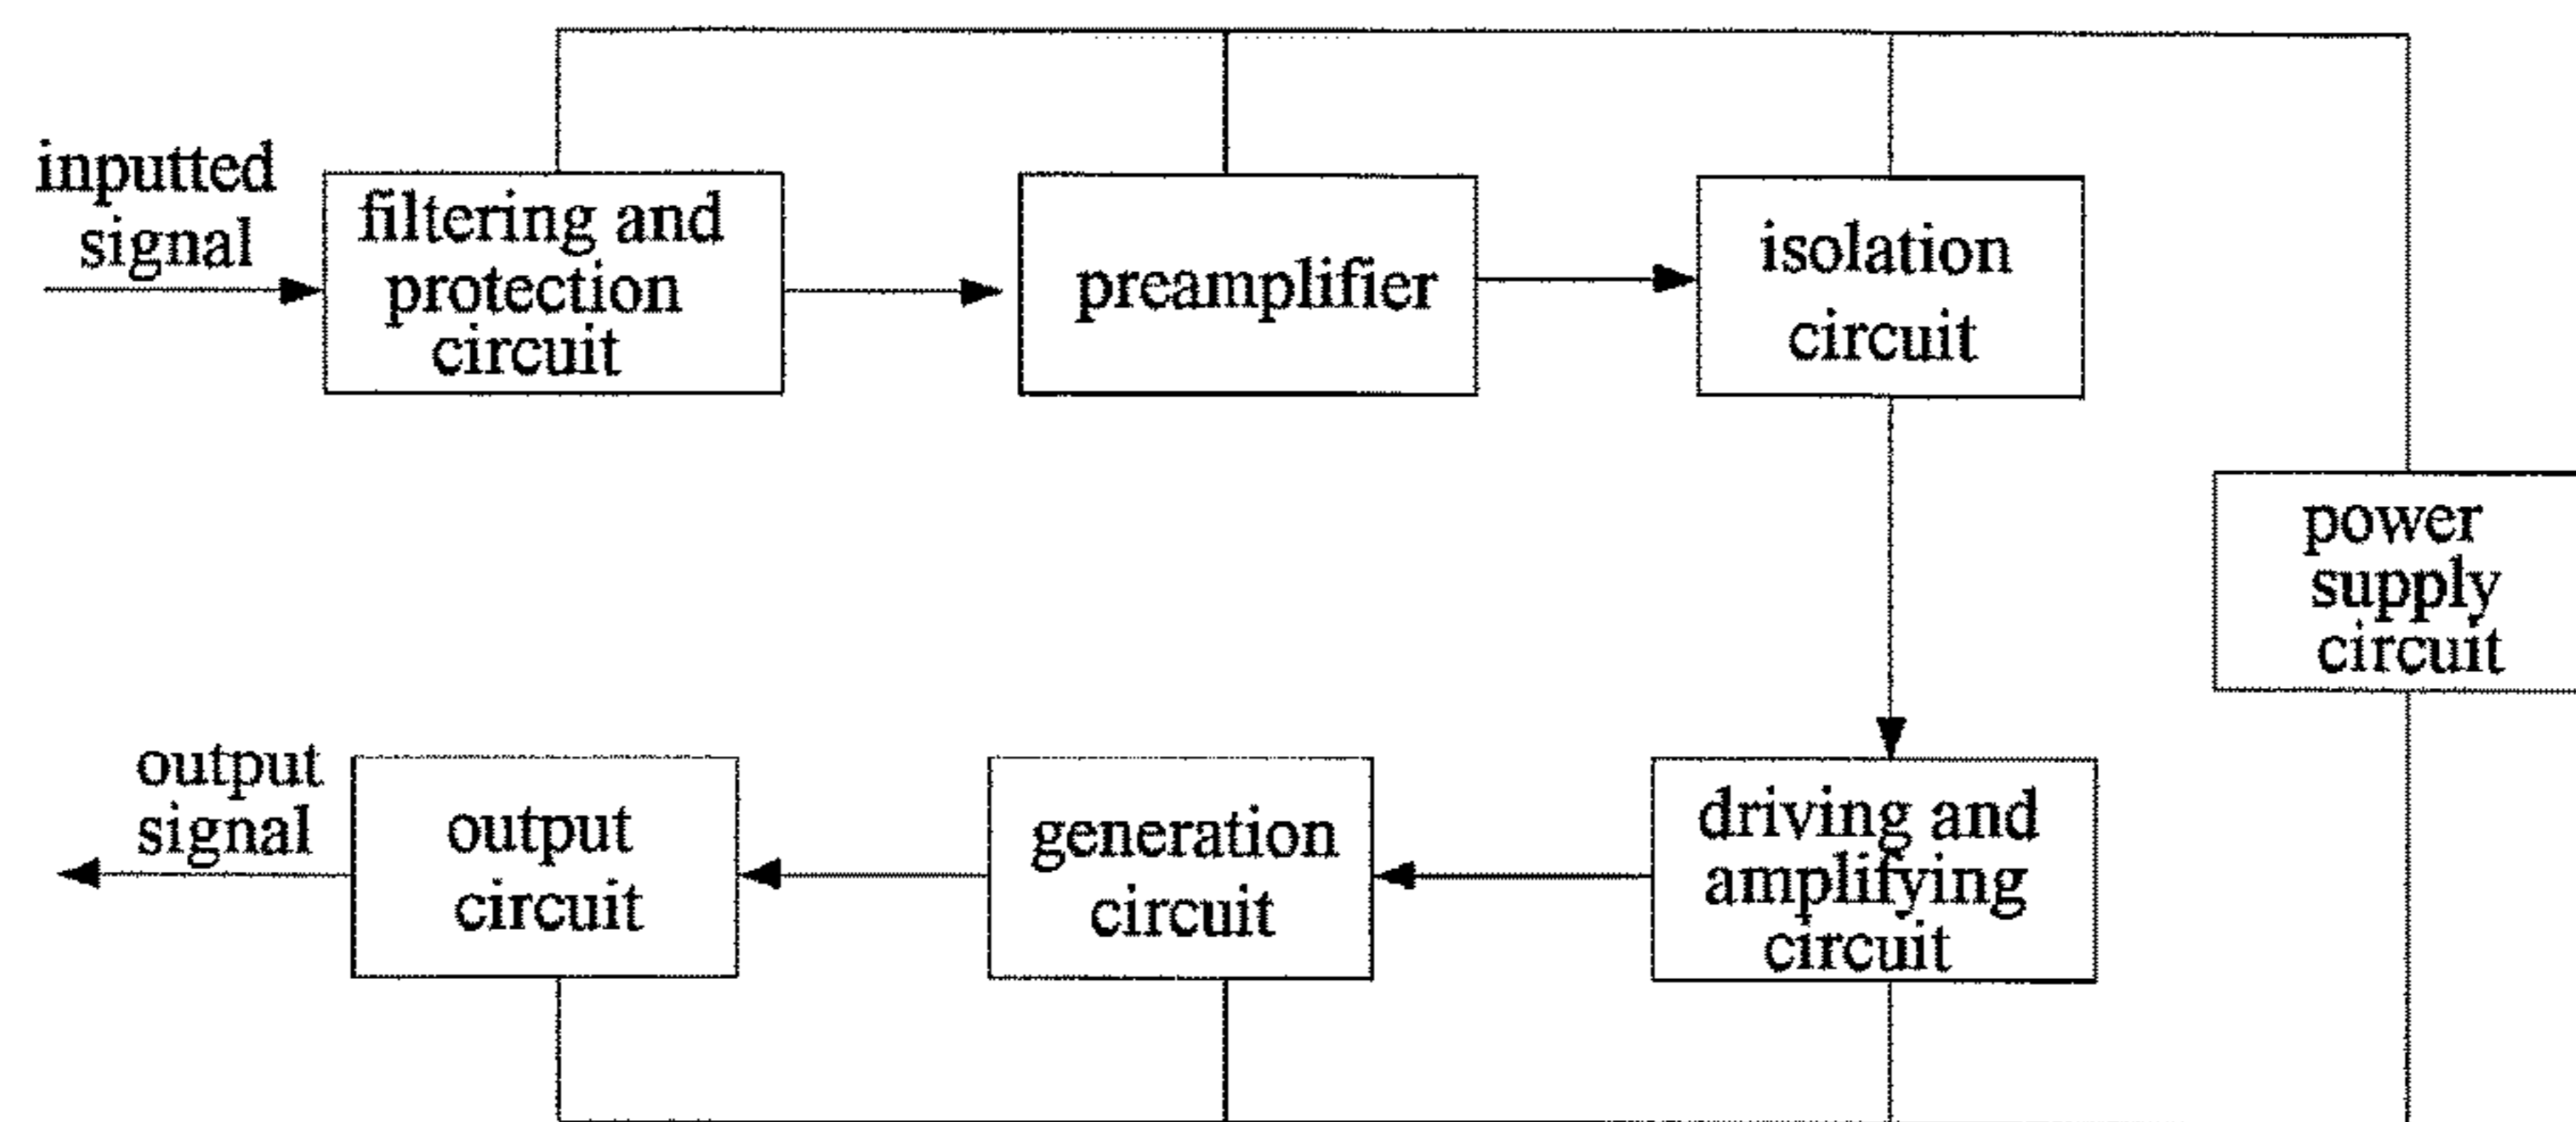 inputted
signal
filtering and
protection
circuit
preamplifier
isolation
circuit
power
supply
circuit
output
signal
output
circuit
generation
circuit
driving and
amplifying
circuit